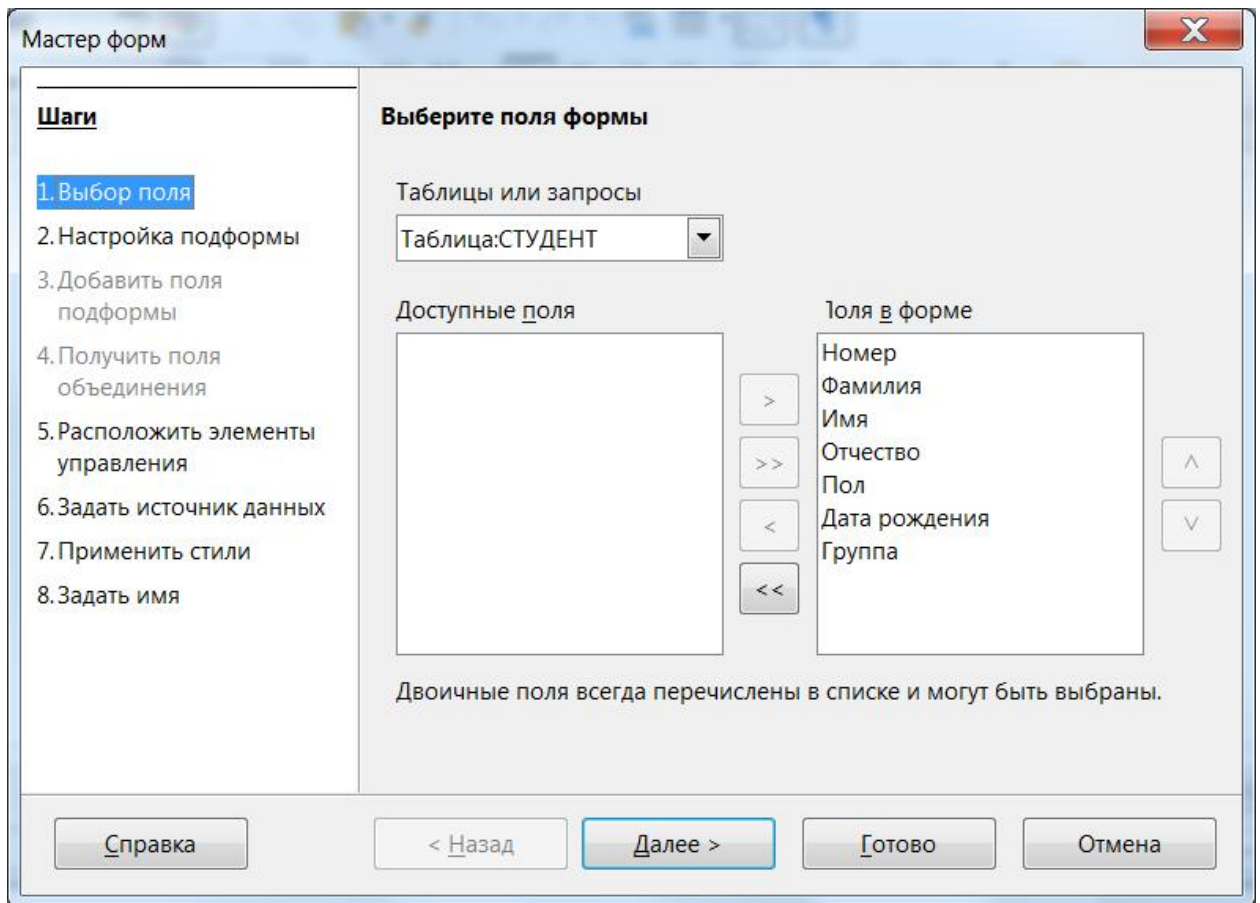 Мастер форм
Шаги
1. Выбор поля
2. Настройка подформы
3. Добавить поля
подформы
4. Получить поля
объединения
5. Расположить элементы
управления
6. Задать источник данных
7. Применить стили
8. Задать имя
Выберите поля формы
Таблицы или запросы
Таблица:СТУДЕНТ
Доступные поля
>
>>
<
<<
Поля в форме
Номер
Фамилия
Имя
Отчество
Пол
Дата рождения
Группа
Двоичные поля всегда перечислены в списке и могут быть выбраны.
Справка
< Назад
Далее >
Готово
Отмена